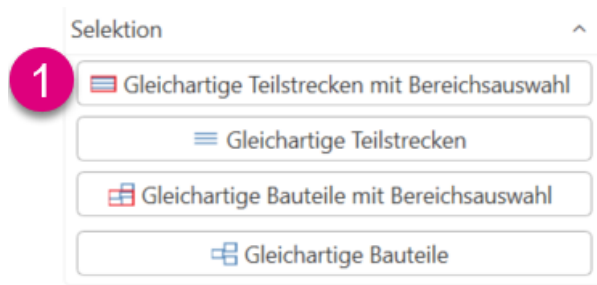 Selektion
1
Gleichartige Teilstrecken mit Bereichsauswahl
Gleichartige Teilstrecken
Gleichartige Bauteile mit Bereichsauswahl
Gleichartige Bauteile